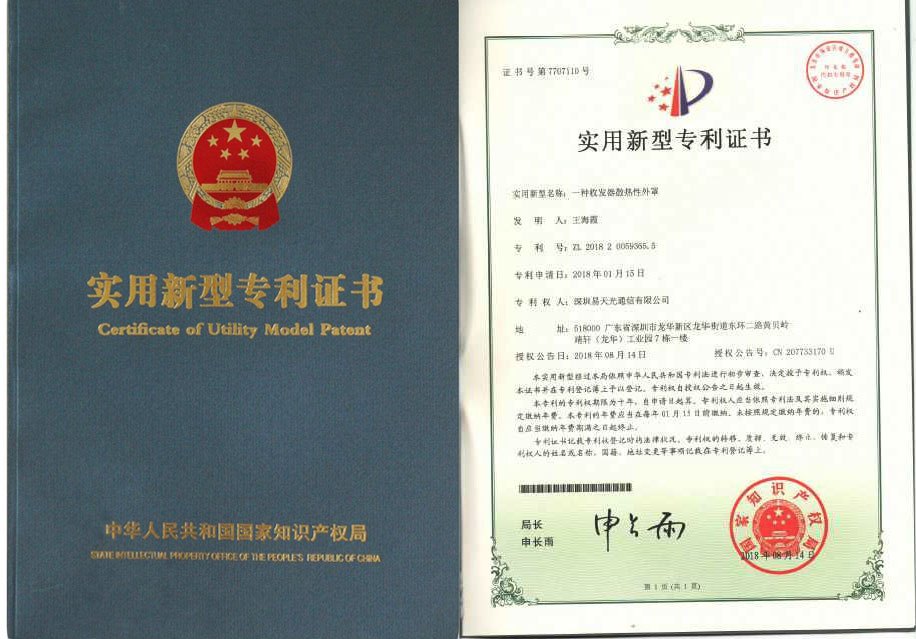 实用新型专利证书
Certificate of Utility Model Patent
中华人民共和国国家知识产权局
STATE INTELLECTUAL PROPERTY OFFICE OF THE PEOPLE'S REPUBLIC OF CHINA
证书号第7707110号
实用新型专利证书
实用新型名称：一种收发器散热性外罩
发 明 人：王海霞
专 利 号：ZL 2018 2 0059365.5
专利申请日：2018年01月15日
专 利 权 人：深圳易天光通信有限公司
地 址：518000 广东省深圳市龙华新区龙华街道东环二路黄贝岭
靖轩（龙华）工业园7栋一楼
授权公告日：2018年08月14日 授权公告号：CN 207733170 U
本实用新型经过本局依照中华人民共和国专利法进行初步审查，决定授予专利权，颁发
本证书并在专利登记簿上予以登记。专利权自授权公告之日起生效。
本专利的专利权期限为十年，自申请日起算。专利权人应当依照专利法及其实施细则规
定缴纳年费。本专利的年费应当在每年01月15日前缴纳。未按照规定缴纳年费的，专利权
自应当缴纳年费期满之日起终止。
专利证书记载专利权登记时的法律状况。专利权的转移、质押、无效、终止、恢复和专
利权人的姓名或名称、国籍、地址变更等事项记载在专利登记簿上。
局长
申长雨
申长雨
国家知识产权局
2018年08月14日
第 1 页（共 1 页）